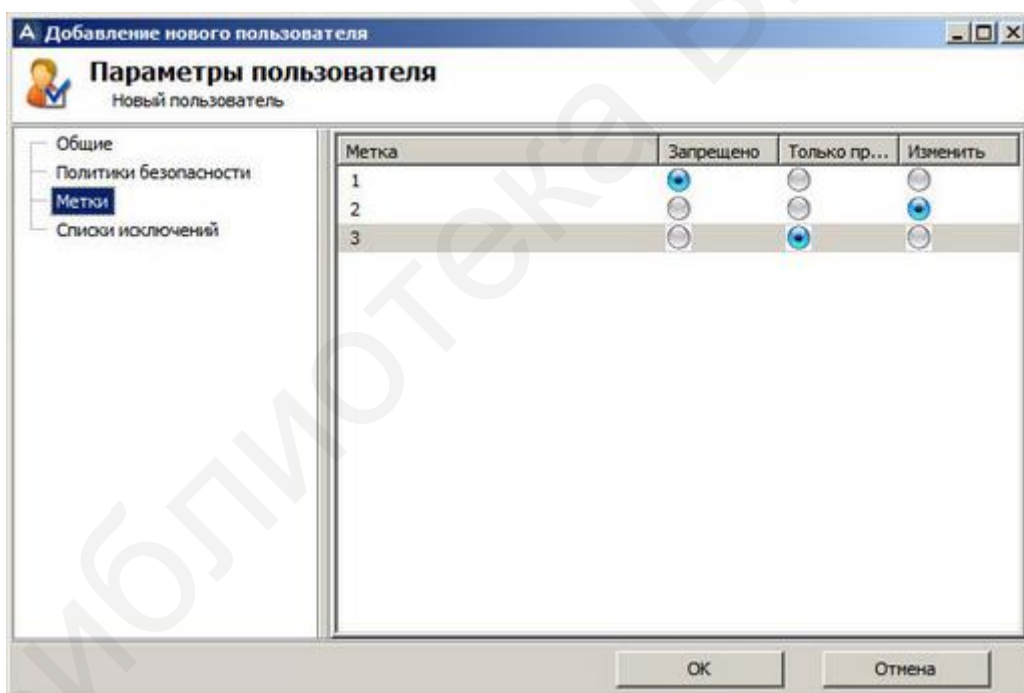 Добавление нового пользователя
Параметры пользователя
Новый пользователь
Общие
Политики безопасности
Метки
Списки исключений
Метка Запрещено Только пр... Изменить
1
2
3
OK Отмена
иблиотека Б